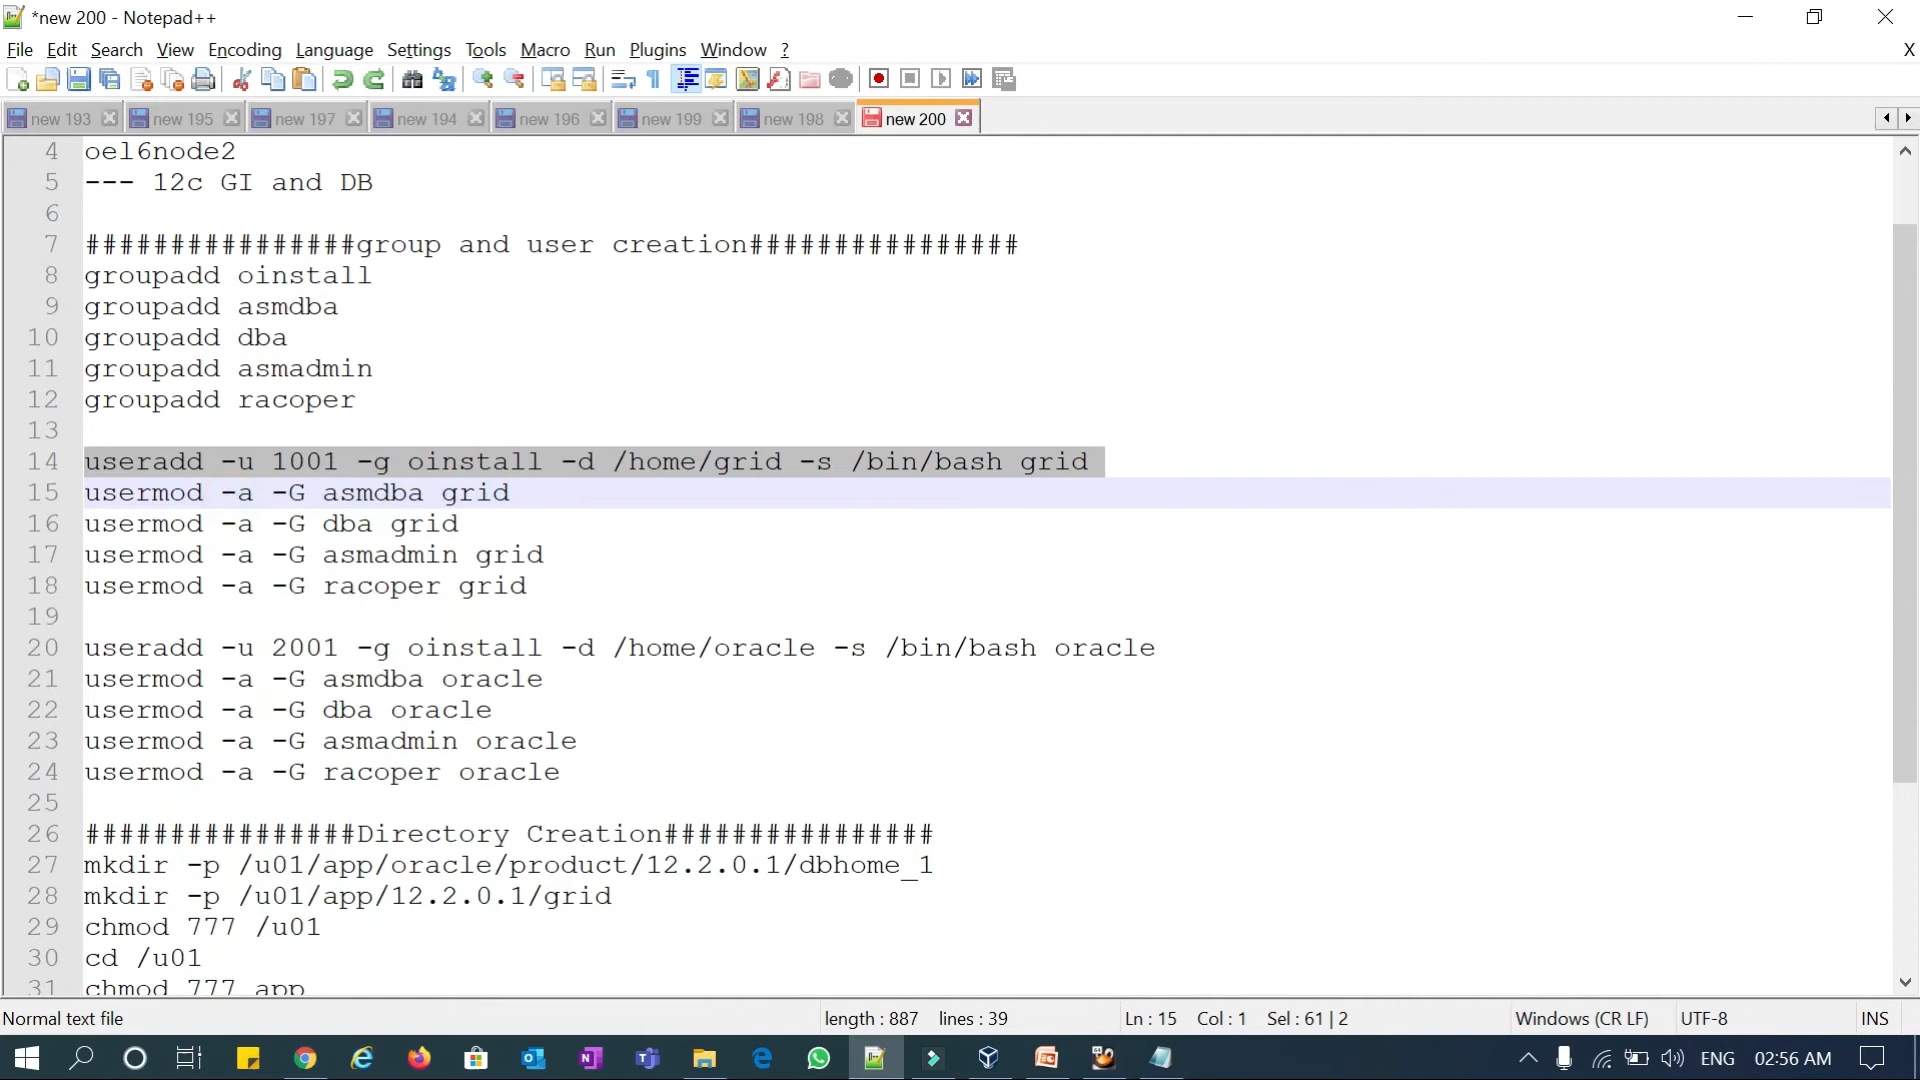 *new 200 - Notepad++
File Edit Search View Encoding Language Settings Tools Macro Run Plugins Window ? X
new 193 new 195 new 197 new 194 new 196 new 199 new 198 new 200
4 oel6node2
5 --- 12c GI and DB
6
7 ################group and user creation################
8 groupadd oinstall
9 groupadd asmdba
10 groupadd dba
11 groupadd asmadmin
12 groupadd racoper
13
14 useradd -u 1001 -g oinstall -d /home/grid -s /bin/bash grid
15 usermod -a -G asmdba grid
16 usermod -a -G dba grid
17 usermod -a -G asmadmin grid
18 usermod -a -G racoper grid
19
20 useradd -u 2001 -g oinstall -d /home/oracle -s /bin/bash oracle
21 usermod -a -G asmdba oracle
22 usermod -a -G dba oracle
23 usermod -a -G asmadmin oracle
24 usermod -a -G racoper oracle
25
26 ################Directory Creation################
27 mkdir -p /u01/app/oracle/product/12.2.0.1/dbhome_1
28 mkdir -p /u01/app/12.2.0.1/grid
29 chmod 777 /u01
30 cd /u01
31 chmod 777 app
Normal text file length : 887 lines : 39 Ln : 15 Col : 1 Sel : 61 | 2 Windows (CR LF) UTF-8 INS
ENG 02:56 AM